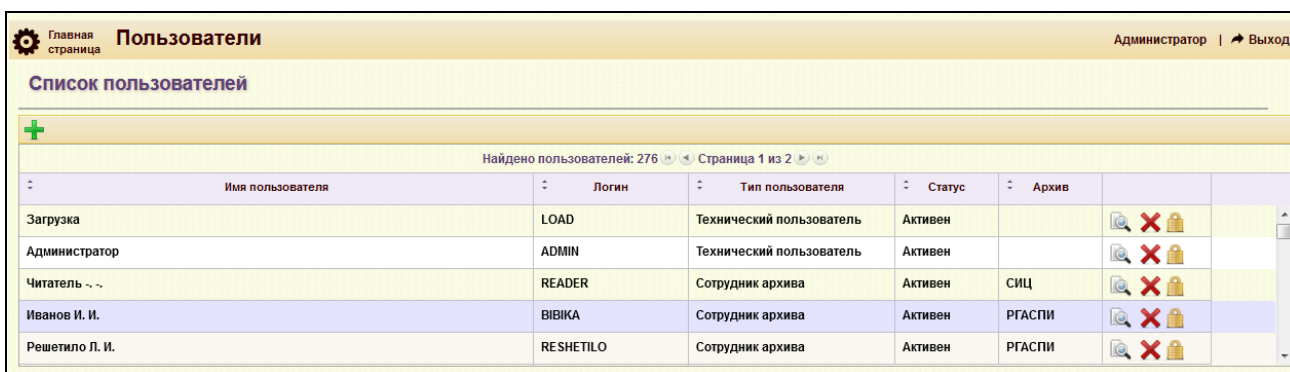 Главная страница Пользователи Администратор | Выход
Список пользователей
Найдено пользователей: 276 Страница 1 из 2
Имя пользователя Логин Тип пользователя Статус Архив
Загрузка LOAD Технический пользователь Активен
Администратор ADMIN Технический пользователь Активен
Читатель -. -. READER Сотрудник архива Активен СИЦ
Иванов И. И. BIBIKA Сотрудник архива Активен РГАСПИ
Решетило Л. И. RESHETILO Сотрудник архива Активен РГАСПИ